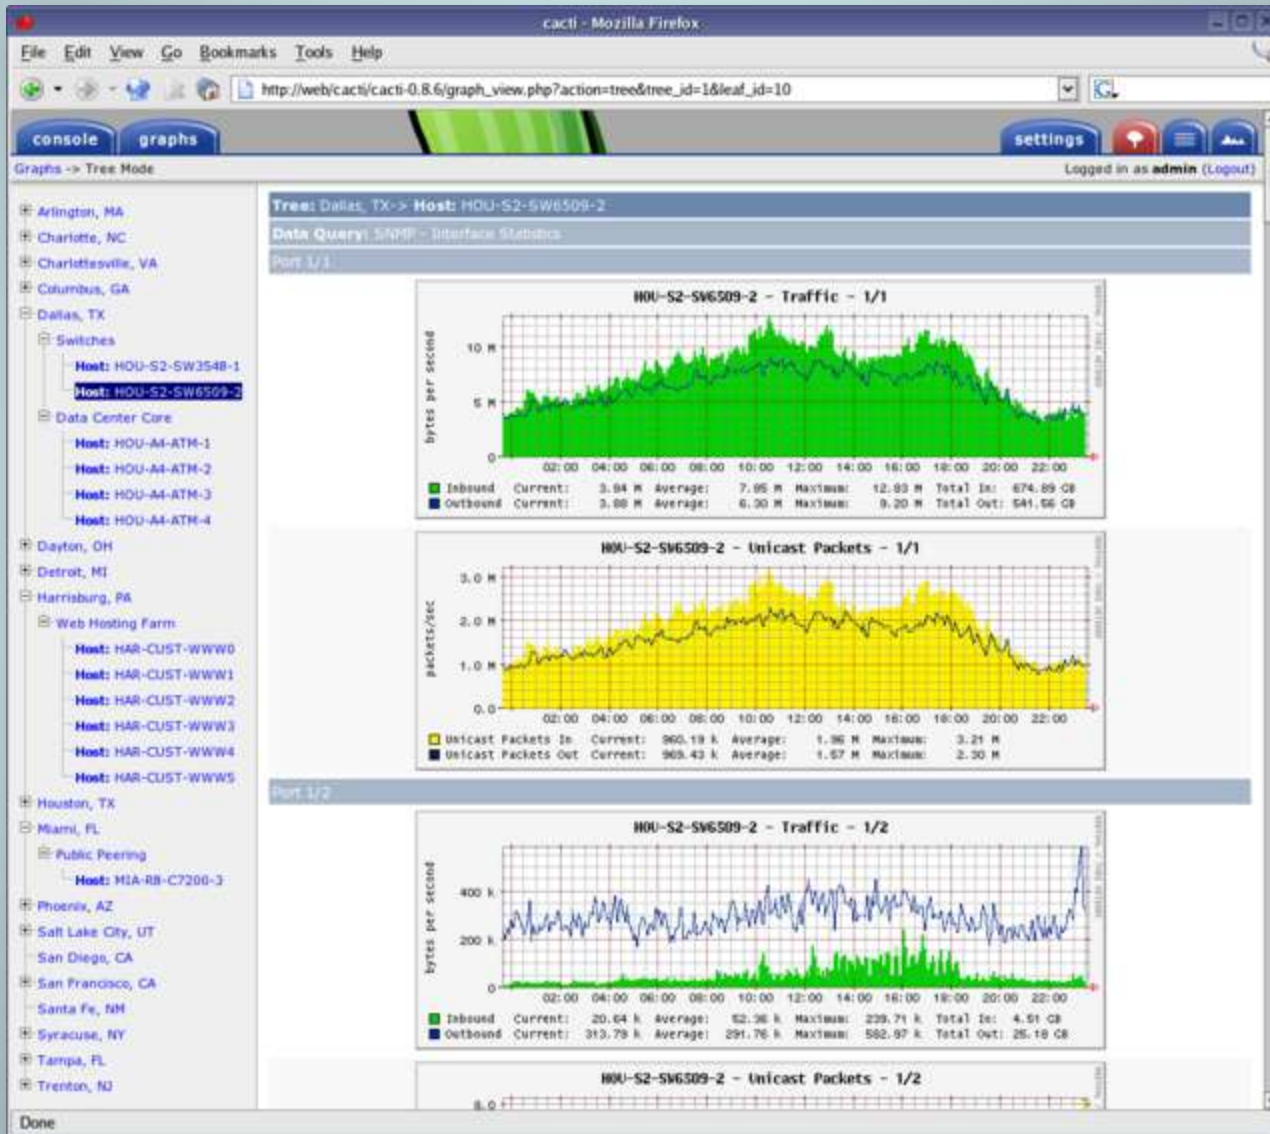 cacti - Mozilla Firefox
File Edit View Go Bookmarks Tools Help
http://web/cacti/cacti-0.8.6/graph_view.php?action=tree&tree_id=1&leaf_id=10
console graphs settings
Graphs -> Tree Mode Logged in as admin (Logout)
Arlington, MA
Charlotte, NC
Charlottesville, VA
Columbus, GA
Dallas, TX
Switches
Host: HOU-S2-SW3548-1
Host: HOU-S2-SW6509-2
Data Center Core
Host: HOU-A4-ATM-1
Host: HOU-A4-ATM-2
Host: HOU-A4-ATM-3
Host: HOU-A4-ATM-4
Dayton, OH
Detroit, MI
Harrisburg, PA
Web Hosting Farm
Host: HAR-CUST-WWW0
Host: HAR-CUST-WWW1
Host: HAR-CUST-WWW2
Host: HAR-CUST-WWW3
Host: HAR-CUST-WWW4
Host: HAR-CUST-WWW5
Houston, TX
Miami, FL
Public Peering
Host: MIA-RB-C7200-3
Phoenix, AZ
Salt Lake City, UT
San Diego, CA
San Francisco, CA
Santa Fe, NM
Syracuse, NY
Tampa, FL
Trenton, NJ
Tree: Dallas, TX-> Host: HOU-S2-SW6509-2
Data Query: SNMP - Interface Statistics
Port 1/1
HOU-S2-SW6509-2 - Traffic - 1/1
bytes per second
10 M
5 M
0
02:00 04:00 06:00 08:00 10:00 12:00 14:00 16:00 18:00 20:00 22:00
Inbound Current: 3.84 M Average: 7.85 M Maximum: 12.83 M Total In: 674.89 GB
Outbound Current: 3.88 M Average: 6.30 M Maximum: 9.20 M Total Out: 541.56 GB
HOU-S2-SW6509-2 - Unicast Packets - 1/1
packets/sec
3.0 M
2.0 M
1.0 M
0.0
02:00 04:00 06:00 08:00 10:00 12:00 14:00 16:00 18:00 20:00 22:00
Unicast Packets In Current: 960.19 k Average: 1.96 M Maximum: 3.21 M
Unicast Packets Out Current: 969.43 k Average: 1.57 M Maximum: 2.30 M
Port 1/2
HOU-S2-SW6509-2 - Traffic - 1/2
bytes per second
400 k
200 k
0
02:00 04:00 06:00 08:00 10:00 12:00 14:00 16:00 18:00 20:00 22:00
Inbound Current: 20.64 k Average: 52.36 k Maximum: 239.71 k Total In: 4.51 GB
Outbound Current: 313.79 k Average: 291.76 k Maximum: 582.97 k Total Out: 25.18 GB
HOU-S2-SW6509-2 - Unicast Packets - 1/2
8.0
Done